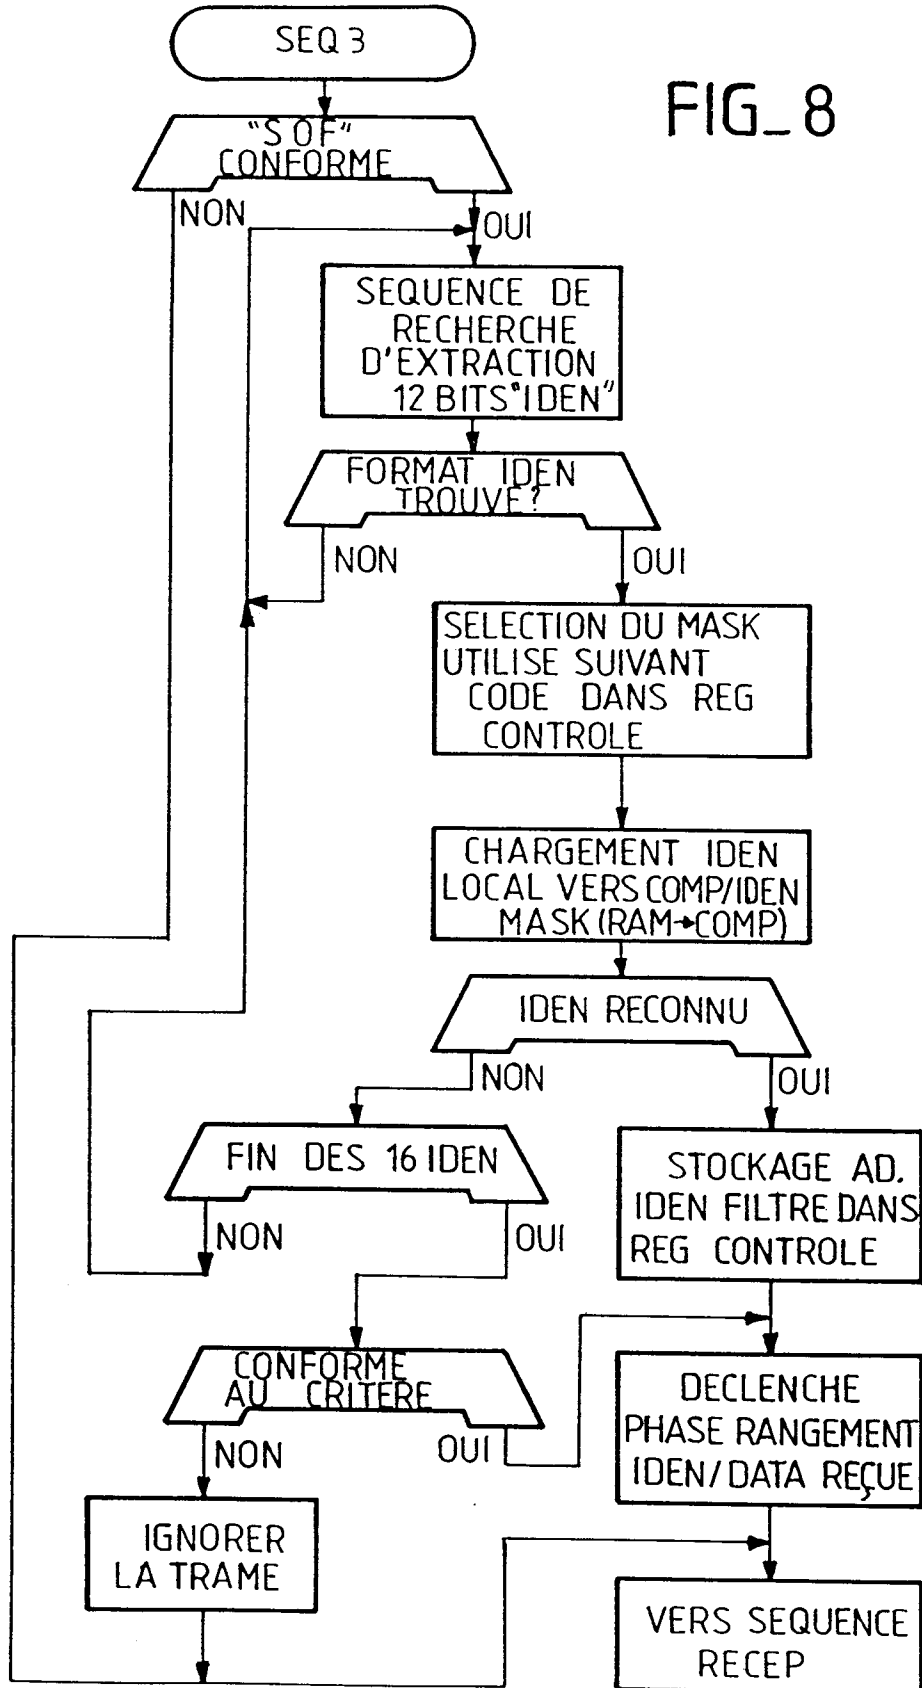 SEQ 3
FIG_8
"SOF"
CONFORME
NON
OUI
SEQUENCE DE
RECHERCHE
D'EXTRACTION
12 BITS "IDEN"
FORMAT IDEN
TROUVE?
NON
OUI
SELECTION DU MASK
UTILISE SUIVANT
CODE DANS REG
CONTROLE
CHARGEMENT IDEN
LOCAL VERS COMP/IDEN
MASK (RAM→COMP)
IDEN RECONNU
NON
OUI
FIN DES 16 IDEN
NON
OUI
STOCKAGE AD.
IDEN FILTRE DANS
REG CONTROLE
CONFORME
AU CRITERE
NON
OUI
DECLENCHE
PHASE RANGEMENT
IDEN/DATA REÇUE
IGNORER
LA TRAME
VERS SEQUENCE
RECEP